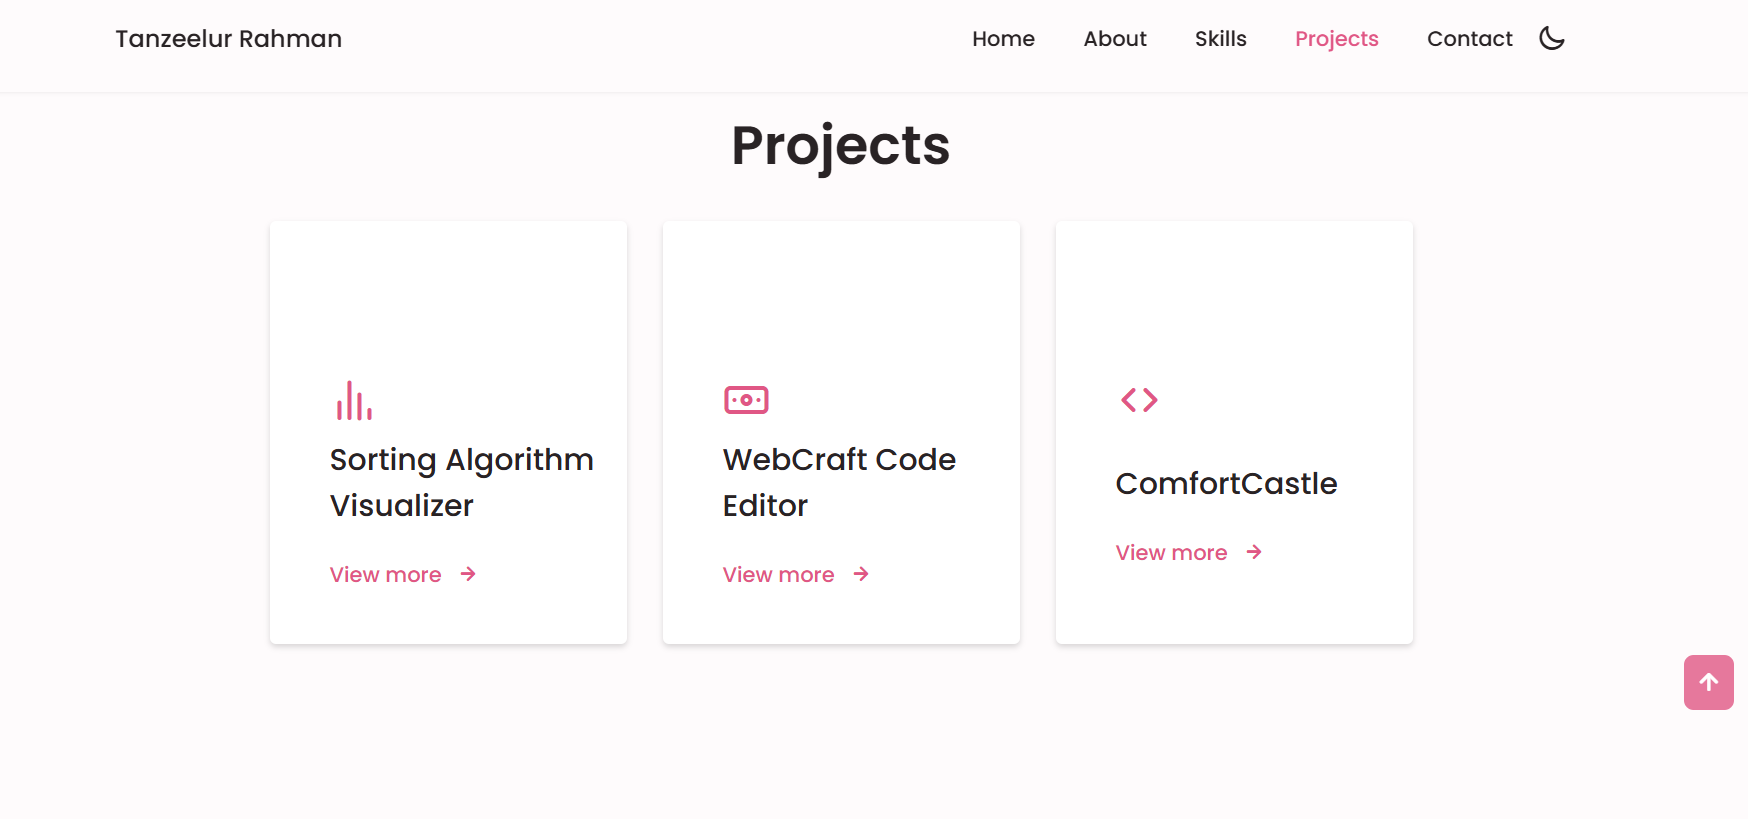 Tanzeelur Rahman
Home About Skills Projects Contact
Projects
Sorting Algorithm
Visualizer
View more
WebCraft Code
Editor
View more
ComfortCastle
View more